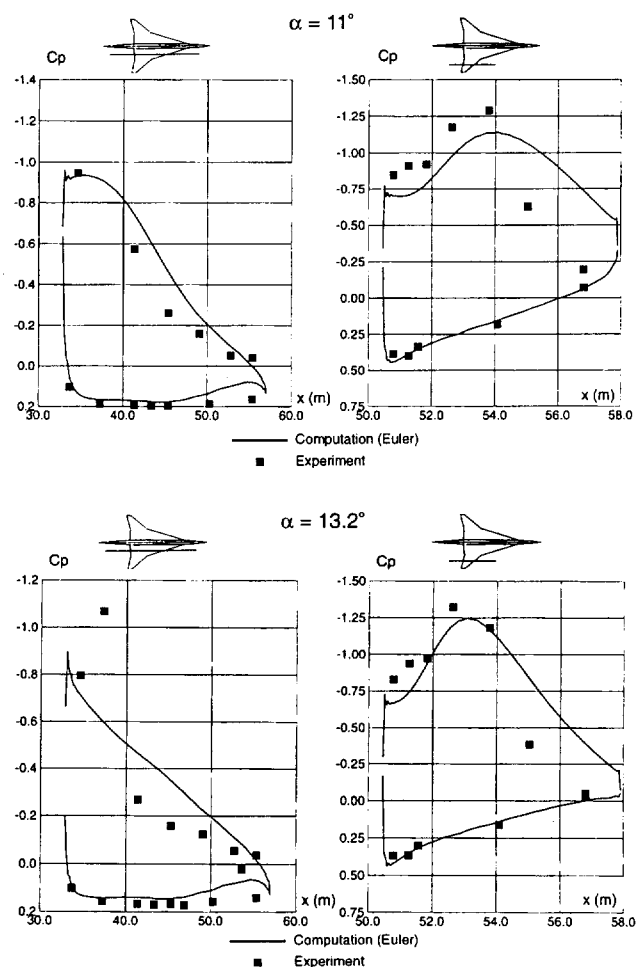 α = 11°
Cp
-1.4
-1.2
-1.0
-0.8
-0.6
-0.4
-0.2
0.0
0.2
30.0 40.0 50.0 60.0
x (m)
Cp
-1.50
-1.25
-1.00
-0.75
-0.50
-0.25
0.00
0.25
0.50
0.75
50.0 52.0 54.0 56.0 58.0
x (m)
Computation (Euler)
Experiment
α = 13.2°
Cp
-1.2
-1.0
-0.8
-0.6
-0.4
-0.2
0.0
0.2
30.0 40.0 50.0 60.0
x (m)
Cp
-1.50
-1.25
-1.00
-0.75
-0.50
-0.25
0.00
0.25
0.50
0.75
50.0 52.0 54.0 56.0 58.0
x (m)
Computation (Euler)
Experiment